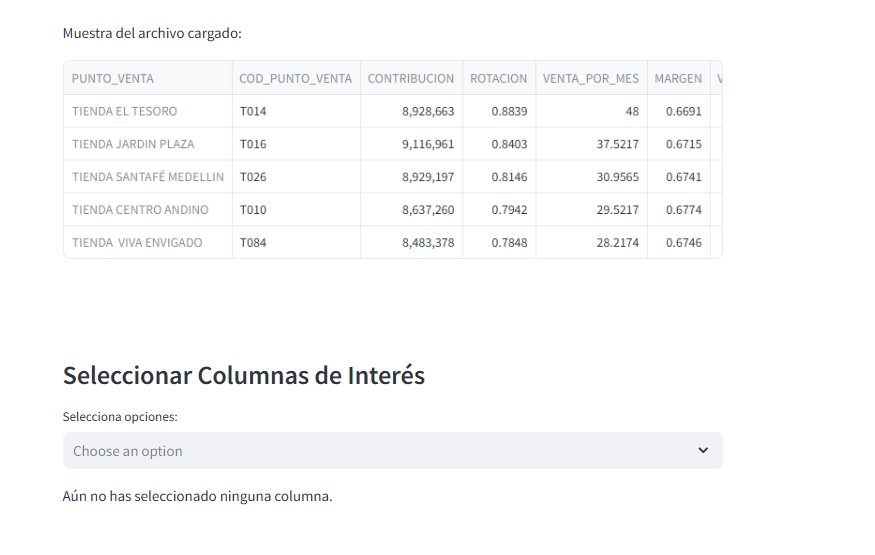 Muestra del archivo cargado:
PUNTO_VENTA COD_PUNTO_VENTA CONTRIBUCION ROTACION VENTA_POR_MES MARGEN V
TIENDA EL TESORO T014 8,928,663 0.8839 48 0.6691
TIENDA JARDIN PLAZA T016 9,116,961 0.8403 37.5217 0.6715
TIENDA SANTAFÉ MEDELLIN T026 8,929,197 0.8146 30.9565 0.6741
TIENDA CENTRO ANDINO T010 8,637,260 0.7942 29.5217 0.6774
TIENDA  VIVA ENVIGADO T084 8,483,378 0.7848 28.2174 0.6746
Seleccionar Columnas de Interés
Selecciona opciones:
Choose an option
Aún no has seleccionado ninguna columna.